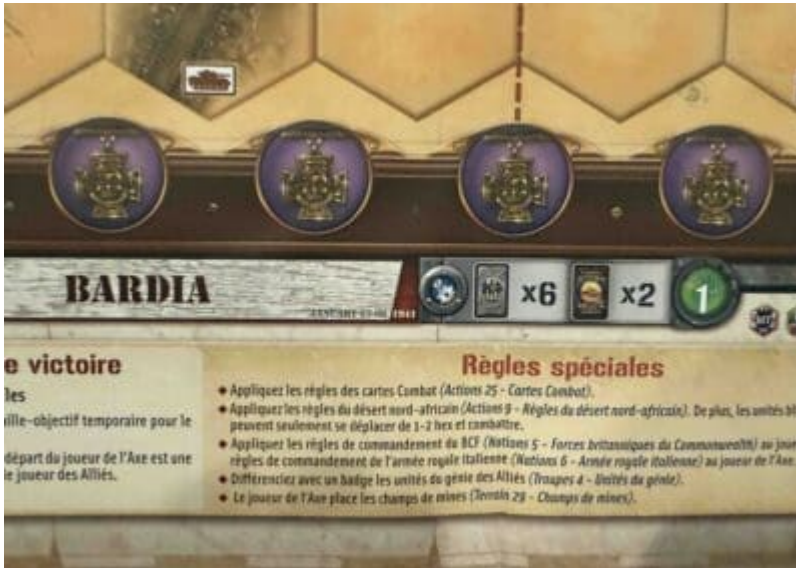 BARDIA
JANUARY 03-06 1941
x6
x2
1
e victoire
Règles spéciales
les
ille-objectif temporaire pour le
départ du joueur de l'Axe est une
le joueur des Alliés.
◆ Appliquez les règles des cartes Combat (Actions 25 - Cartes Combat).
◆ Appliquez les règles du désert nord-africain (Actions 9 - Règles du désert nord-africain). De plus, les unités bl
peuvent seulement se déplacer de 1-2 hex et combattre.
◆ Appliquez les règles de commandement du BCF (Nations 5 - Forces britanniques du Commonwealth) au joue
règles de commandement de l'armée royale italienne (Nations 6 - Armée royale italienne) au joueur de l'Axe.
◆ Différenciez avec un badge les unités du génie des Alliés (Troupes 4 - Unités du génie).
◆ Le joueur de l'Axe place les champs de mines (Terrain 29 - Champs de mines).